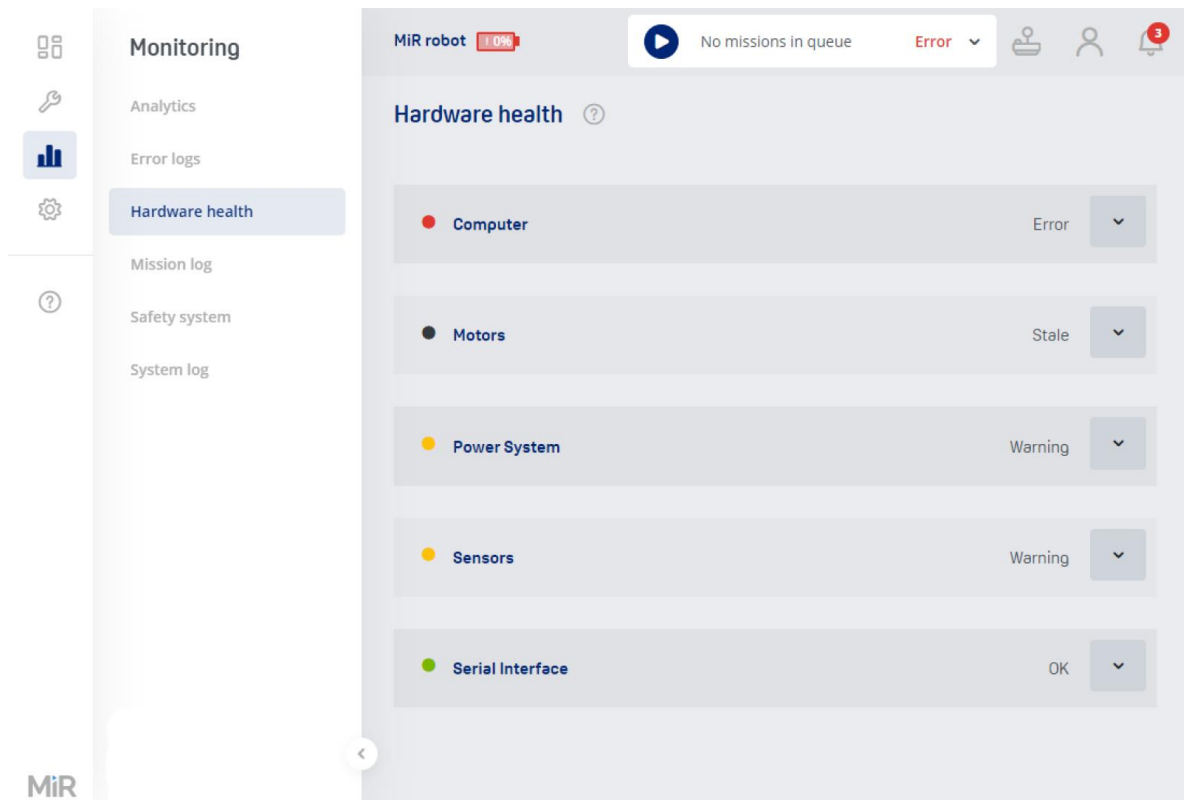 Monitoring
Analytics
Error logs
Hardware health
Mission log
Safety system
System log
MiR
MiR robot 0% No missions in queue Error 3
Hardware health ?
Computer Error
Motors Stale
Power System Warning
Sensors Warning
Serial Interface OK